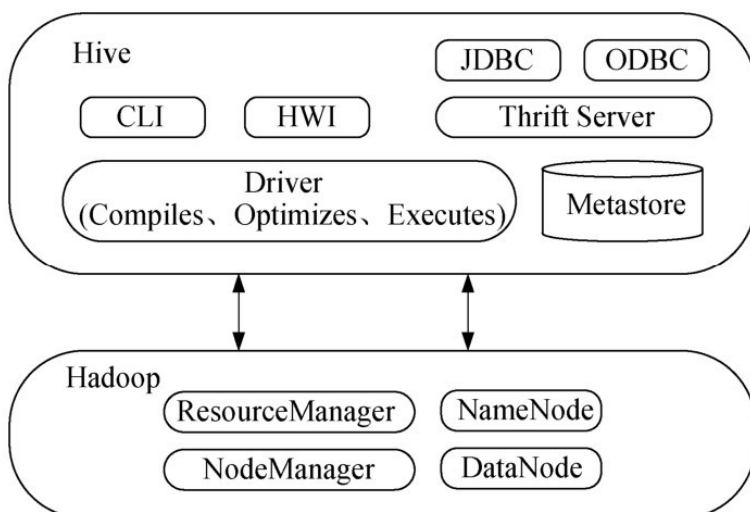 Hive
JDBC
ODBC
CLI
HWI
Thrift Server
Driver
(Compiles、Optimizes、Executes)
Metastore
Hadoop
ResourceManager
NameNode
NodeManager
DataNode